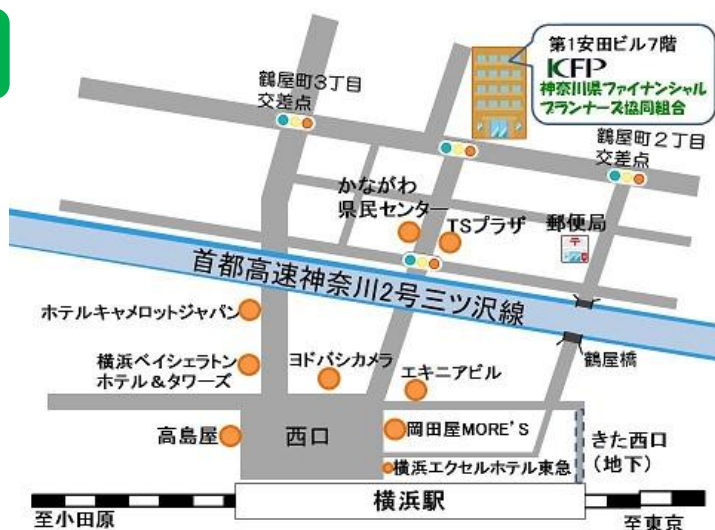 第1安田ビル7階
KFP
神奈川県ファイナンシャル
プランナーズ協同組合
鶴屋町3丁目
交差点
鶴屋町2丁目
交差点
かながわ
県民センター
TSプラザ
郵便局
〒
首都高速神奈川2号三ツ沢線
ホテルキャメロットジャパン
横浜ベイシェラトン
ホテル&タワーズ
ヨドバシカメラ
エキニアビル
鶴屋橋
高島屋
西口
岡田屋MORE'S
きた西口
(地下)
横浜エクセルホテル東急
横浜駅
至小田原
至東京